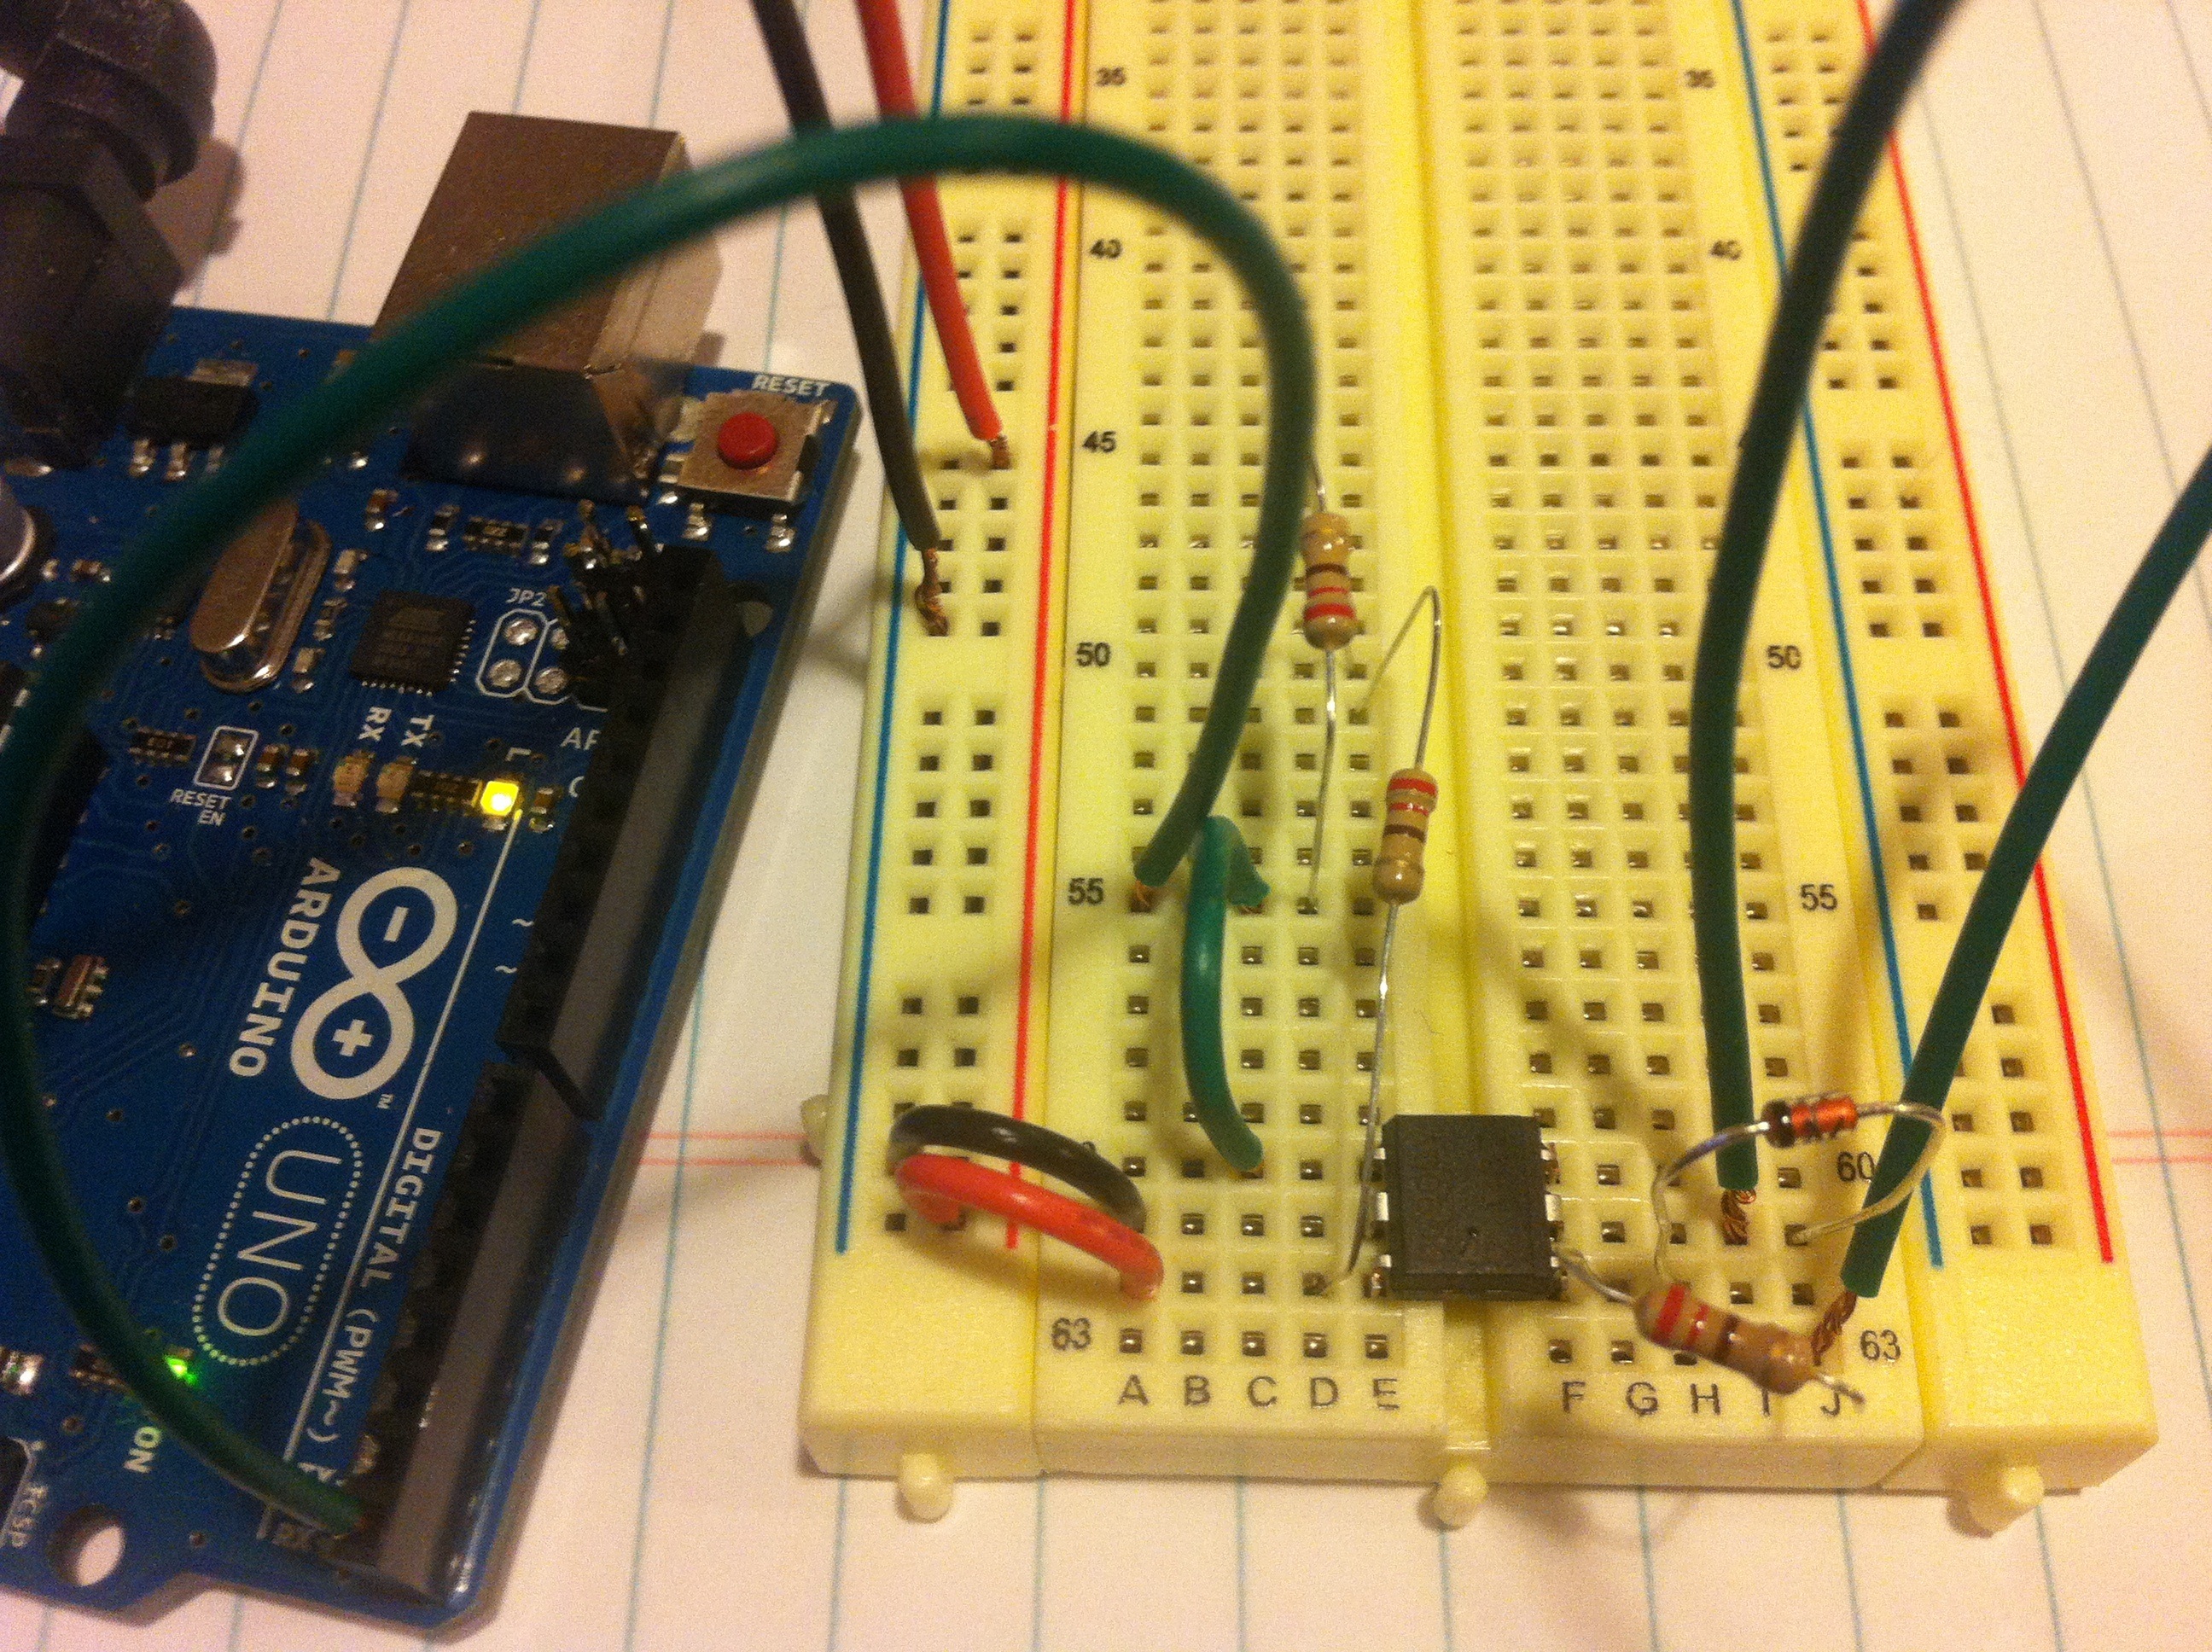 RESET
JP2
TX
RX
L
RESET
EN
ARDUINO
TM
UNO
DIGITAL (PWM~)
~
~
ON
ICSP
35
35
40
40
45
50
50
55
55
60
63
63
A B C D E
F G H I J